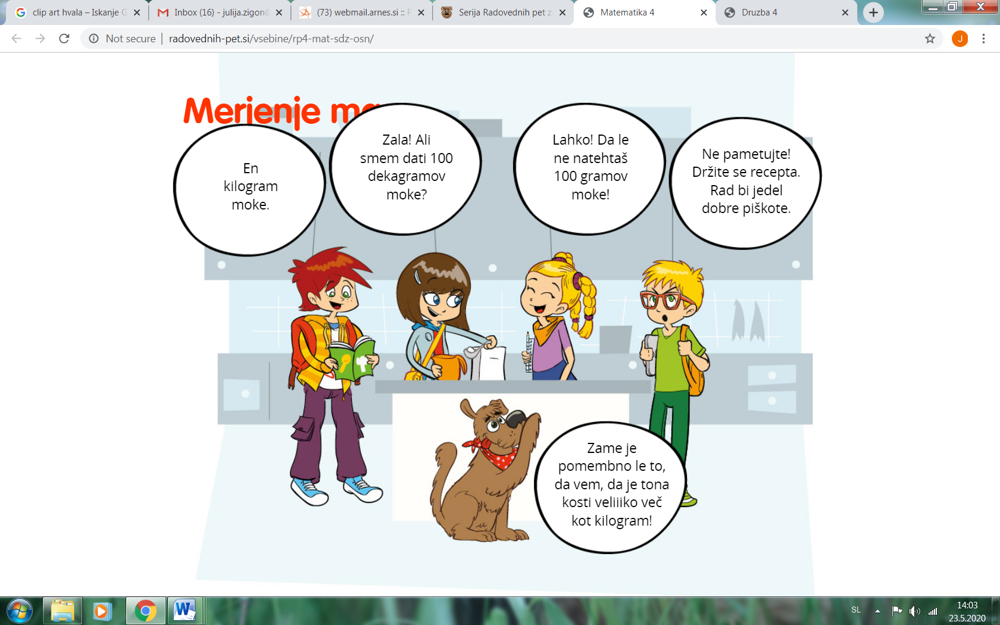 clip art hvala – Iskanje G
Inbox (16) - julija.zigon@
(73) webmail.arnes.si :: P
Serija Radovednih pet za
Matematika 4
Druzba 4
Not secure | radovednih-pet.si/vsebine/rp4-mat-sdz-osn/
J
Merjenje
En
kilogram
moke.
Zala! Ali
smem dati 100
dekagramov
moke?
Lahko! Da le
ne natehtaš
100 gramov
moke!
Ne pametujte!
Držite se recepta.
Rad bi jedel
dobre piškote.
Zame je
pomembno le to,
da vem, da je tona
kosti veliiiko več
kot kilogram!
SL
14:03
23.5.2020